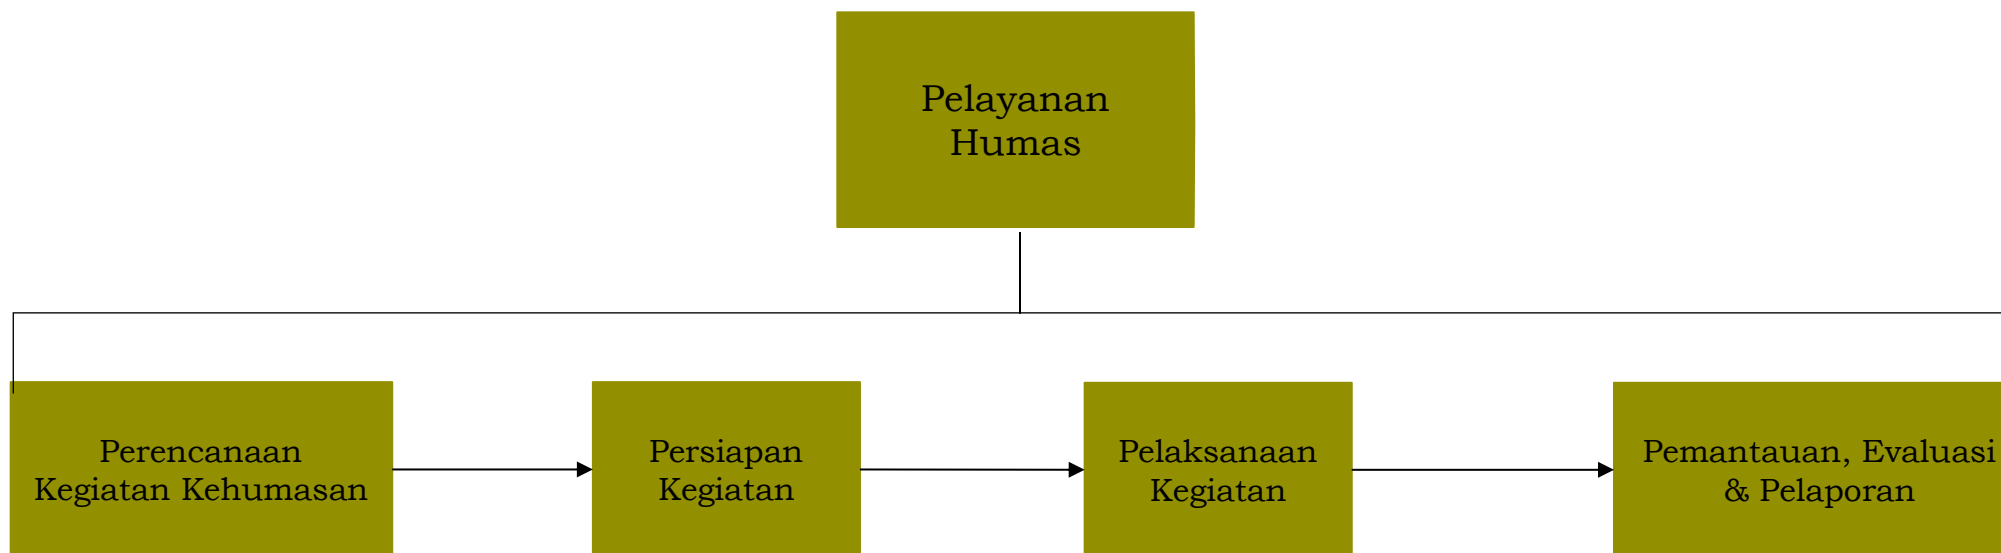 Pelayanan
Humas
Perencanaan
Kegiatan Kehumasan
Persiapan
Kegiatan
Pelaksanaan
Kegiatan
Pemantauan, Evaluasi
& Pelaporan